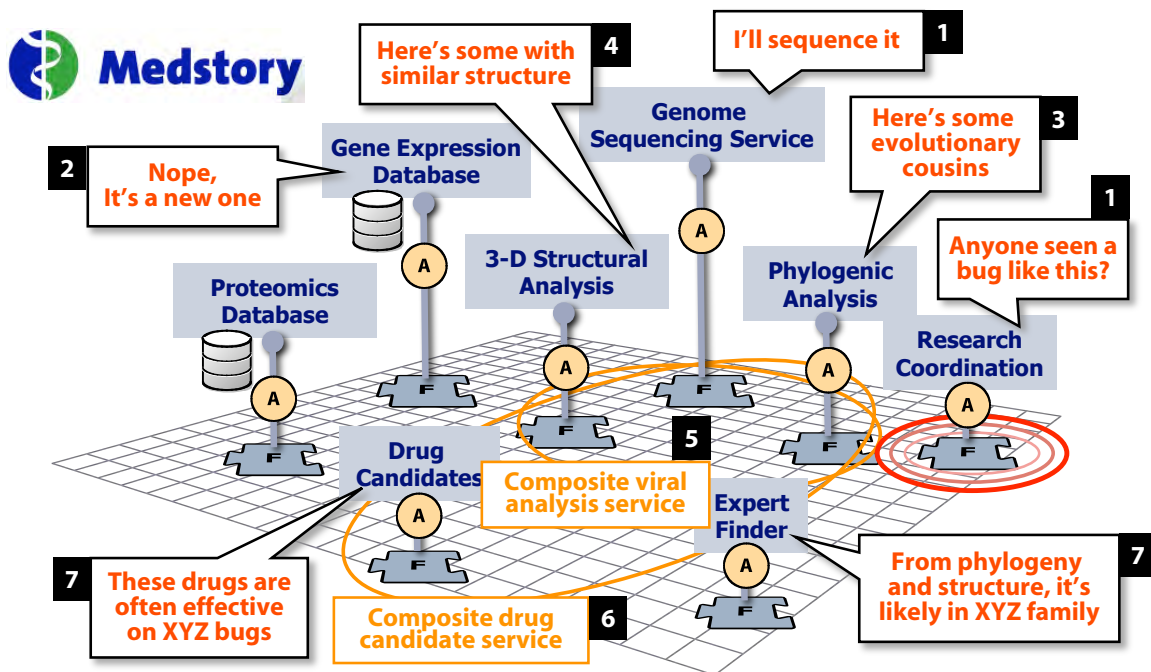 Medstory
4
Here's some with
similar structure
1
I'll sequence it
Genome
Sequencing Service
3
Here's some
evolutionary
cousins
2
Nope,
It's a new one
Gene Expression
Database
A
F
A
F
3-D Structural
Analysis
A
F
Phylogenic
Analysis
A
F
1
Anyone seen a
bug like this?
Research
Coordination
A
F
Proteomics
Database
A
F
Drug
Candidates
A
F
5
Composite viral
analysis service
Expert
Finder
A
F
7
These drugs are
often effective
on XYZ bugs
6
Composite drug
candidate service
7
From phylogeny
and structure, it's
likely in XYZ family